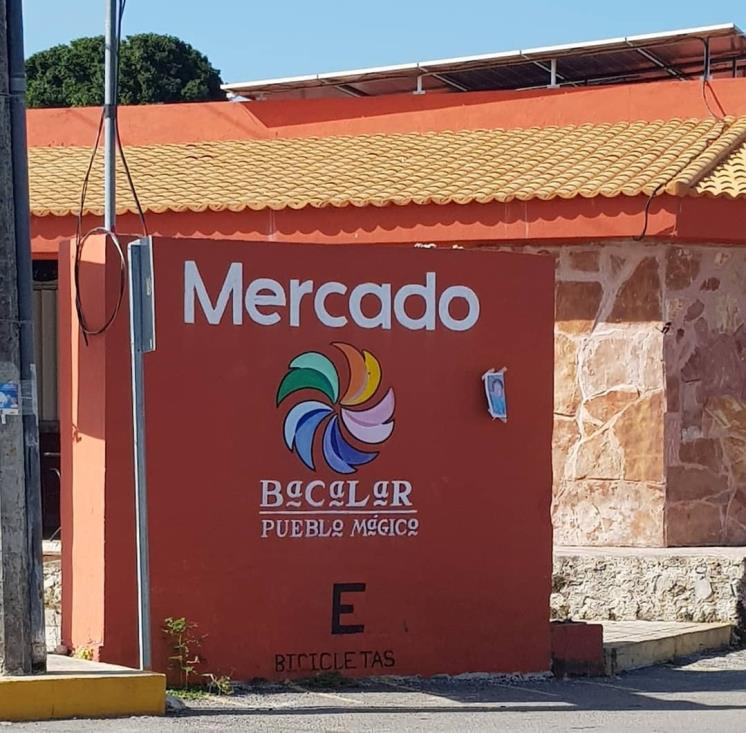 Mercado
BaCaLaR
PUEBLo MáGICo
E
BICICLETAS